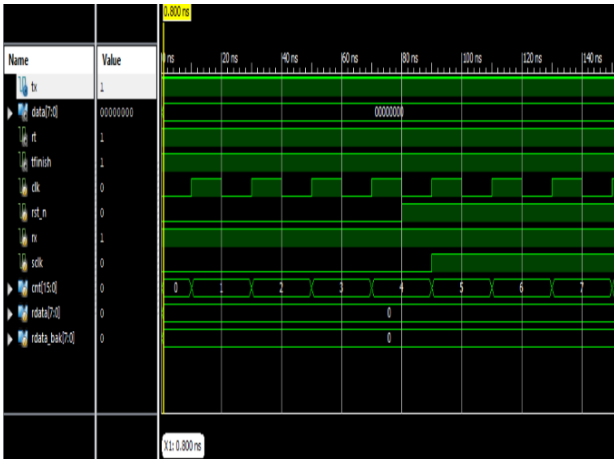 0.800 ns
Name Value 0 ns 20 ns 40 ns 60 ns 80 ns 100 ns 120 ns 140 ns
tx 1
data[7:0] 00000000 00000000
rt 1
tfinish 1
clk 0
rst_n 0
rx 1
sclk 0
cnt[15:0] 0 0 1 2 3 4 5 6 7
rdata[7:0] 0 0
rdata_bak[7:0] 0 0
X1: 0.800 ns